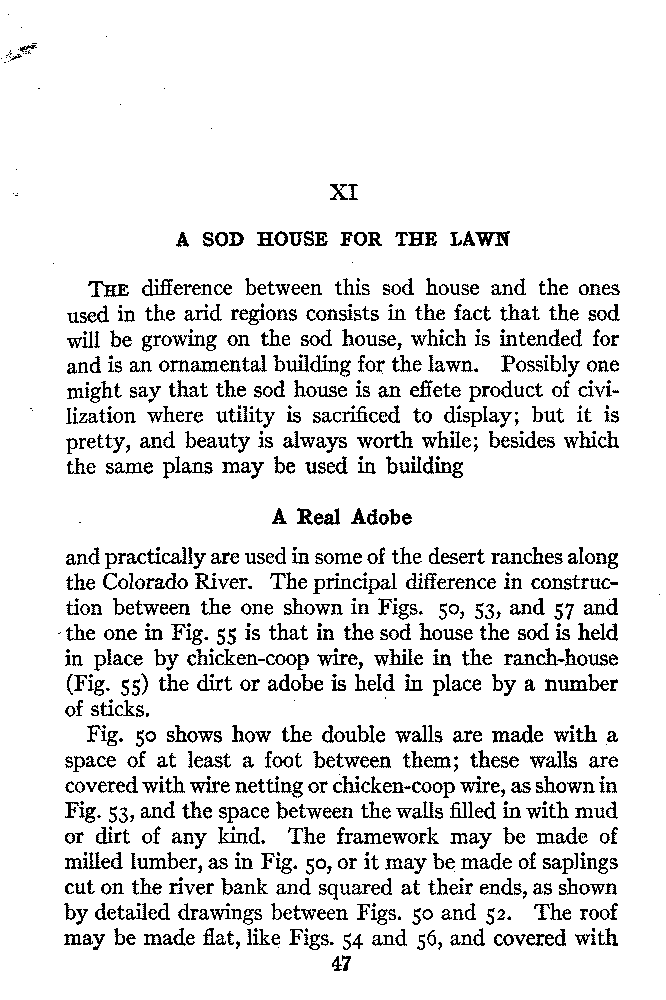 XI
A SOD HOUSE FOR THE LAWN
THE difference between this sod house and the ones
used in the arid regions consists in the fact that the sod
will be growing on the sod house, which is intended for
and is an ornamental building for the lawn. Possibly one
might say that the sod house is an effete product of civi-
lization where utility is sacrificed to display; but it is
pretty, and beauty is always worth while; besides which
the same plans may be used in building
A Real Adobe
and practically are used in some of the desert ranches along
the Colorado River. The principal difference in construc-
tion between the one shown in Figs. 50, 53, and 57 and
the one in Fig. 55 is that in the sod house the sod is held
in place by chicken-coop wire, while in the ranch-house
(Fig. 55) the dirt or adobe is held in place by a number
of sticks.
Fig. 50 shows how the double walls are made with a
space of at least a foot between them; these walls are
covered with wire netting or chicken-coop wire, as shown in
Fig. 53, and the space between the walls filled in with mud
or dirt of any kind. The framework may be made of
milled lumber, as in Fig. 50, or it may be made of saplings
cut on the river bank and squared at their ends, as shown
by detailed drawings between Figs. 50 and 52. The roof
may be made flat, like Figs. 54 and 56, and covered with
47